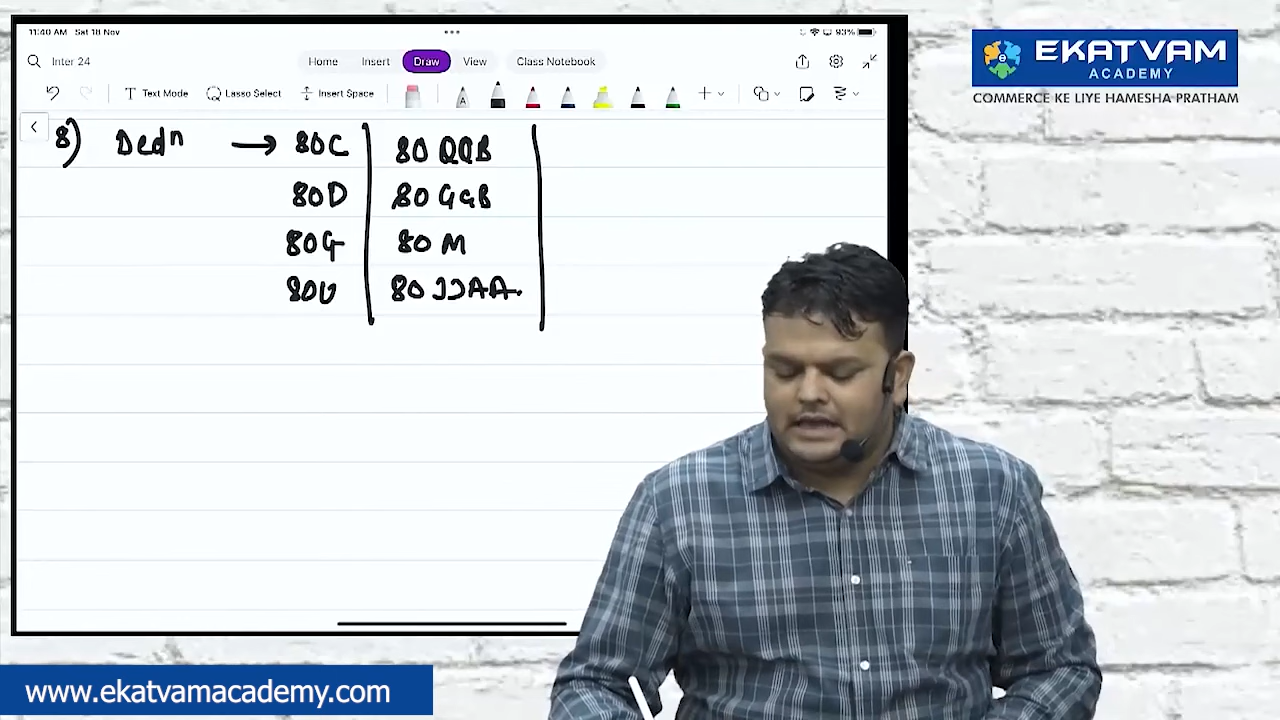 11:40 AM Sat 18 Nov
93%
Inter 24
Home Insert Draw View Class Notebook
Text Mode Lasso Select Insert Space
8) Dedn → 80C 80 QQB
80D 80 GGB
80G 80 M
80U 80 JJAA
EKATVAM
ACADEMY
COMMERCE KE LIYE HAMESHA PRATHAM
www.ekatvamacademy.com